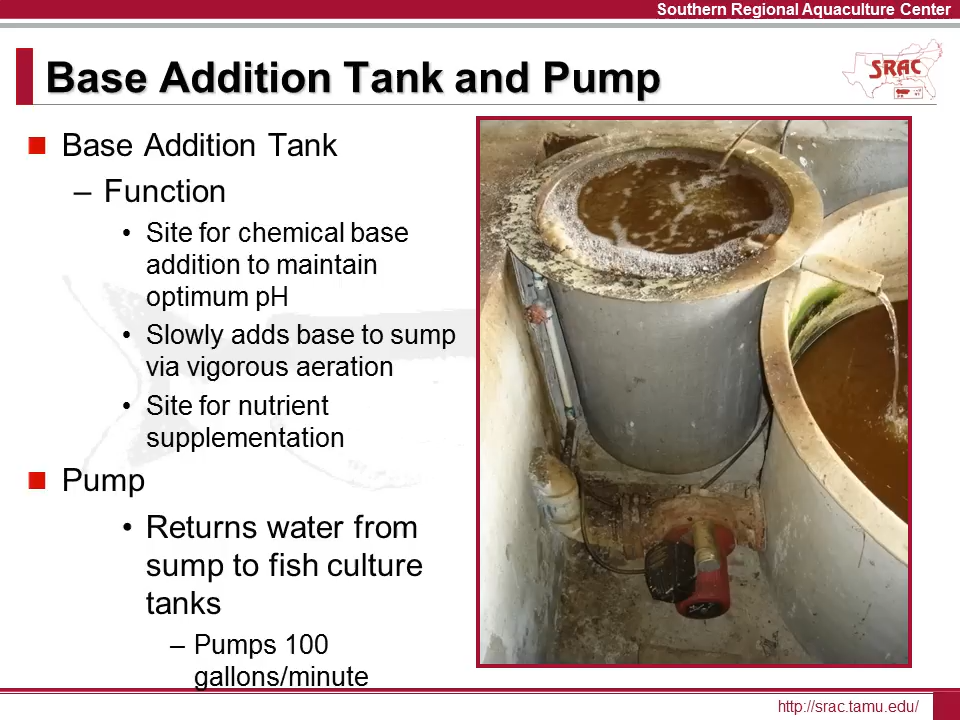 Southern Regional Aquaculture Center
Base Addition Tank and Pump
SRAC
Base Addition Tank
– Function
• Site for chemical base
addition to maintain
optimum pH
• Slowly adds base to sump
via vigorous aeration
• Site for nutrient
supplementation
Pump
• Returns water from
sump to fish culture
tanks
– Pumps 100
gallons/minute
http://srac.tamu.edu/